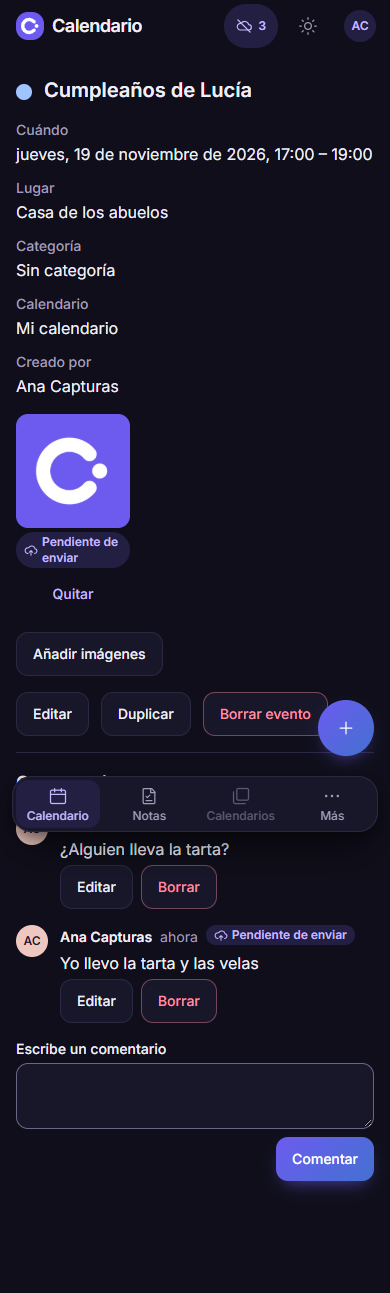 Calendario
3
AC
Cumpleaños de Lucía
Cuándo
jueves, 19 de noviembre de 2026, 17:00 – 19:00
Lugar
Casa de los abuelos
Categoría
Sin categoría
Calendario
Mi calendario
Creado por
Ana Capturas
Pendiente de
enviar
Quitar
Añadir imágenes
Editar
Duplicar
Borrar evento
Calendario
Notas
Calendarios
Más
¿Alguien lleva la tarta?
Editar
Borrar
AC
Ana Capturas ahora
Pendiente de enviar
Yo llevo la tarta y las velas
Editar
Borrar
Escribe un comentario
Comentar